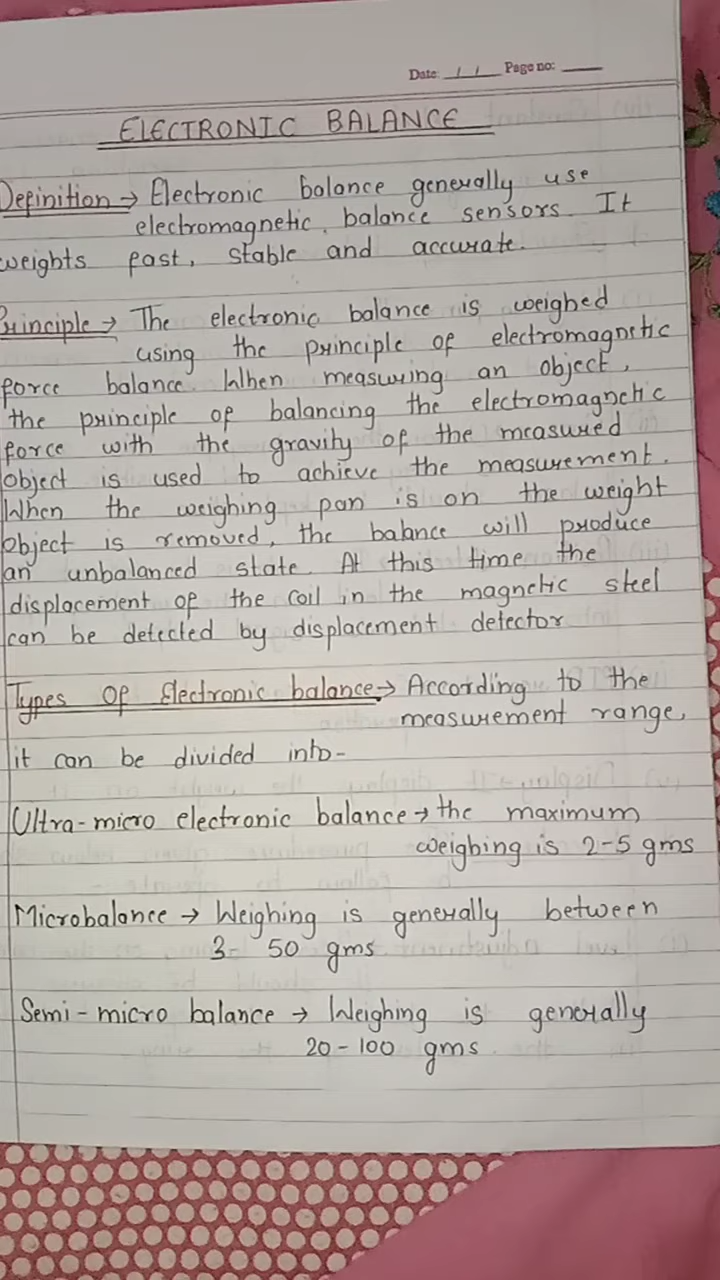 Date: / / Page no:
ELECTRONIC BALANCE
Definition → Electronic balance generally use
electromagnetic balance sensors. It
weights fast, stable and accurate.
Principle → The electronic balance is weighed
using the principle of electromagnetic
force balance. When measuring an object,
the principle of balancing the electromagnetic
force with the gravity of the measured
object is used to achieve the measurement.
When the weighing pan is on the weight
object is removed, the balance will produce
an unbalanced state. At this time the
displacement of the coil in the magnetic steel
can be detected by displacement detector
Types Of Electronic balance → According to the
measurement range,
it can be divided into-
Ultra-micro electronic balance → the maximum
weighing is 2-5 gms
Microbalance → Weighing is generally between
3- 50 gms.
Semi-micro balance → Weighing is generally
20-100 gms.